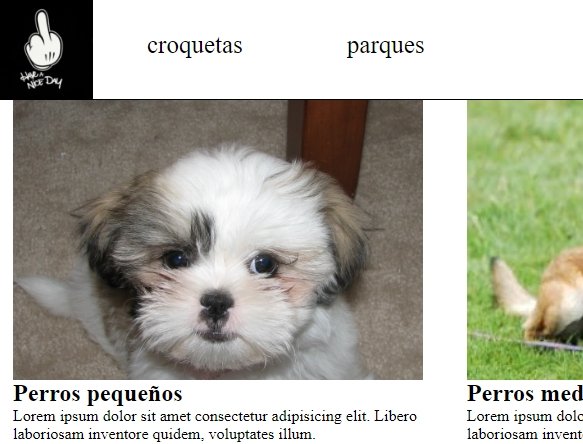 HAVE A
NICE DAY
croquetas
parques
Perros pequeños
Lorem ipsum dolor sit amet consectetur adipisicing elit. Libero
laboriosam inventore quidem, voluptates illum.
Perros med
Lorem ipsum dolo
laboriosam inven